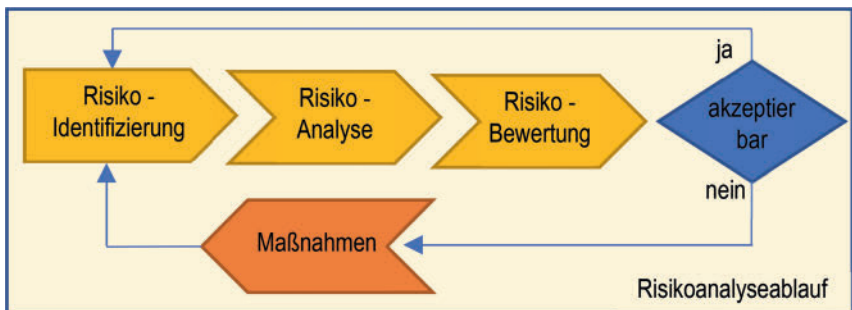 ja
Risiko -
Identifizierung
Risiko -
Analyse
Risiko -
Bewertung
akzeptier
bar
nein
Maßnahmen
Risikoanalyseablauf